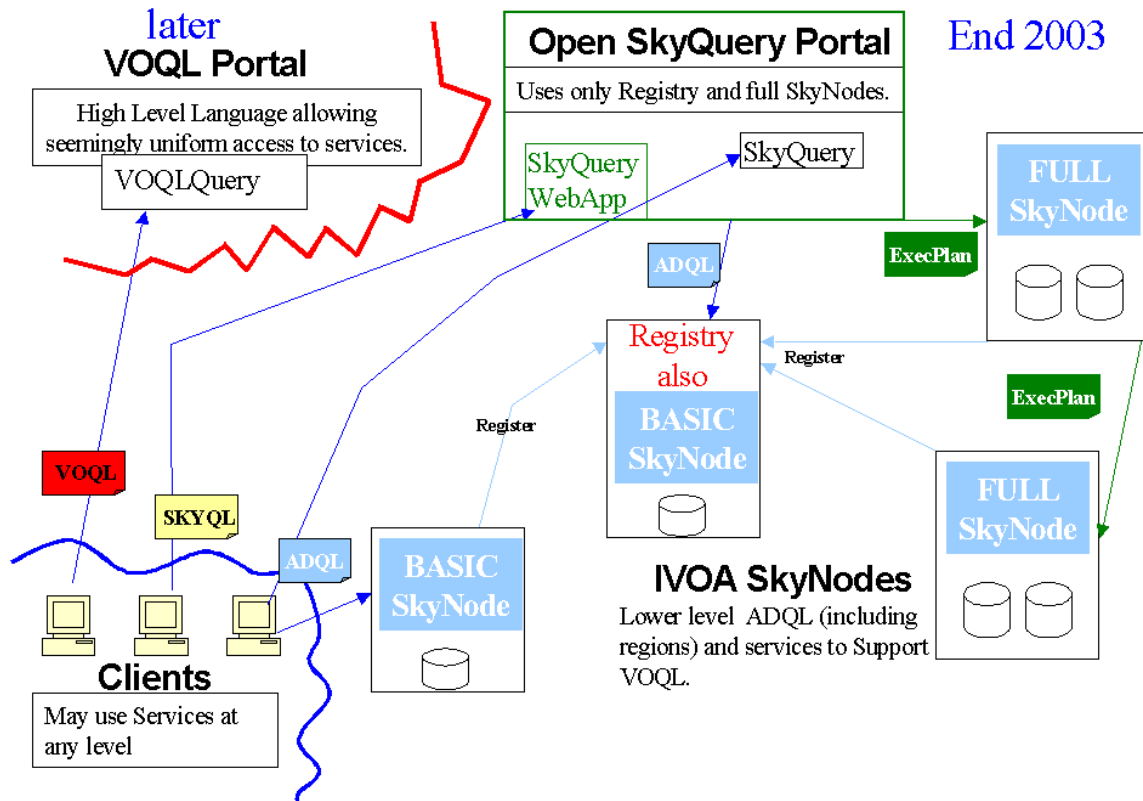 later
VOQL Portal
High Level Language allowing
seemingly uniform access to services.
VOQLQuery
Open SkyQuery Portal
Uses only Registry and full SkyNodes.
SkyQuery
WebApp
SkyQuery
End 2003
FULL
SkyNode
ExecPlan
ADQL
Registry
also
BASIC
SkyNode
Register
Register
ExecPlan
FULL
SkyNode
VOQL
SKYQL
ADQL
BASIC
SkyNode
IVOA SkyNodes
Lower level ADQL (including
regions) and services to Support
VOQL.
Clients
May use Services at
any level